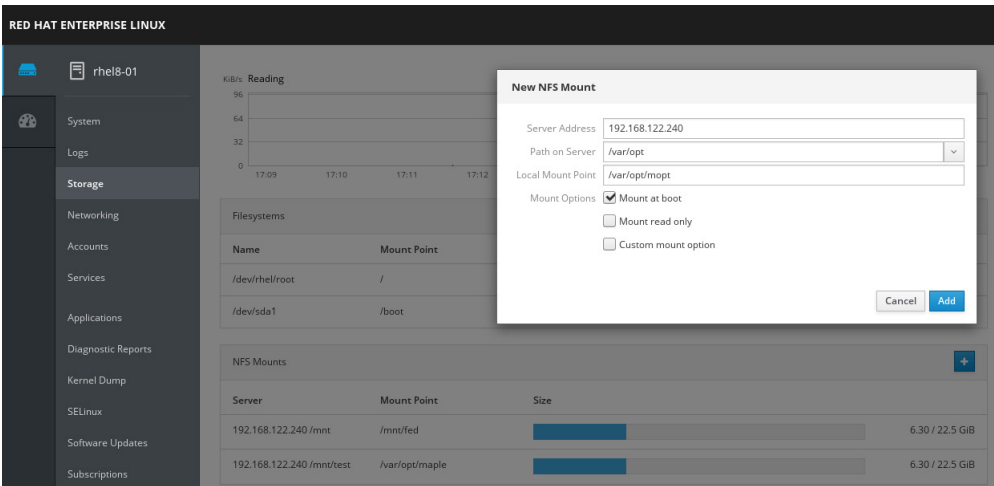 RED HAT ENTERPRISE LINUX
rhel8-01
System
Logs
Storage
Networking
Accounts
Services
Applications
Diagnostic Reports
Kernel Dump
SELinux
Software Updates
Subscriptions
KiB/s Reading
96
64
32
0
17:09 17:10 17:11 17:12
Filesystems
Name Mount Point
/dev/rhel/root /
/dev/sda1 /boot
NFS Mounts
Server Mount Point Size
192.168.122.240 /mnt /mnt/fed 6.30 / 22.5 GiB
192.168.122.240 /mnt/test /var/opt/maple 6.30 / 22.5 GiB
New NFS Mount
Server Address 192.168.122.240
Path on Server /var/opt
Local Mount Point /var/opt/mopt
Mount Options Mount at boot
Mount read only
Custom mount option
Cancel Add